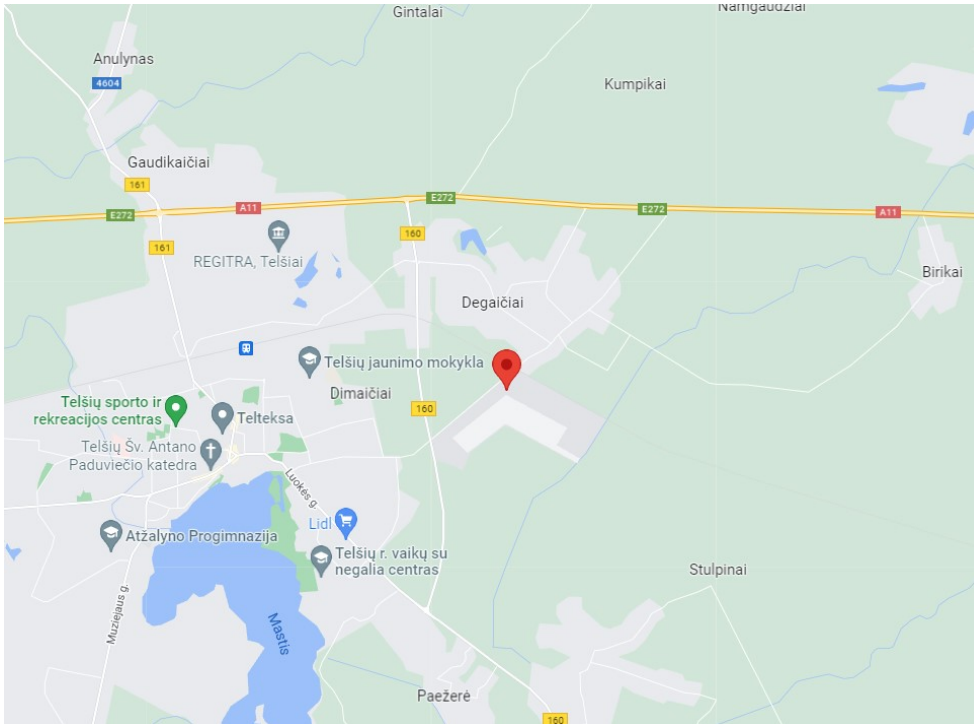 Gintalai
Namgaudžiai
Anulynas
4604
Kumpikai
Gaudikaičiai
161
E272
A11
E272
E272
A11
161
160
REGITRA, Telšiai
Birikai
Degaičiai
Telšių jaunimo mokykla
Dimaičiai
Telšių sporto ir
rekreacijos centras
160
Telteksa
Telšių Šv. Antano
Paduviečio katedra
Luokės g.
Lidl
Atžalyno Progimnazija
Telšių r. vaikų su
negalia centras
Stulpinai
Muziejaus g.
Mastis
Paežerė
160